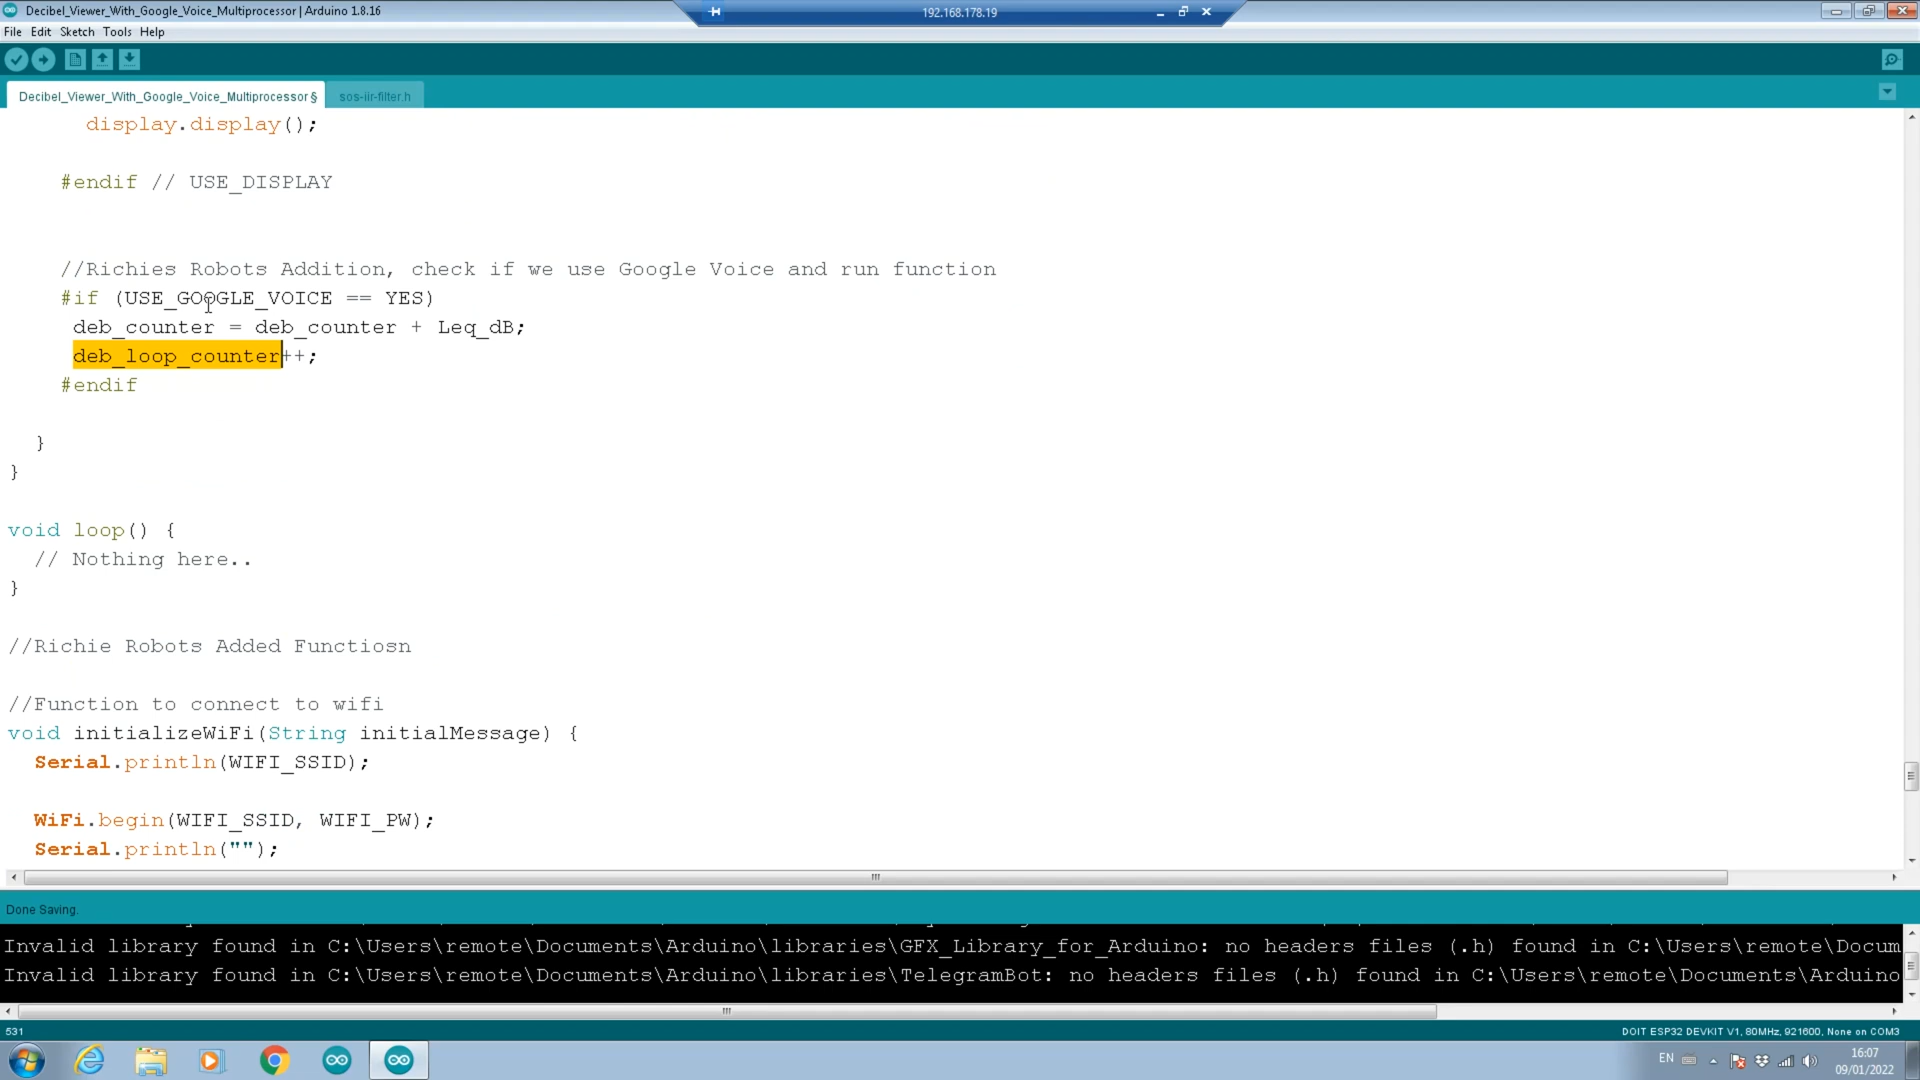 Decibel_Viewer_With_Google_Voice_Multiprocessor | Arduino 1.8.16
192.168.178.19
File Edit Sketch Tools Help
Decibel_Viewer_With_Google_Voice_Multiprocessor §
sos-iir-filter.h
display.display();
#endif // USE_DISPLAY
//Richies Robots Addition, check if we use Google Voice and run function
#if (USE_GOOGLE_VOICE == YES)
deb_counter = deb_counter + Leq_dB;
deb_loop_counter++;
#endif
}
}
void loop() {
// Nothing here..
}
//Richie Robots Added Functiosn
//Function to connect to wifi
void initializeWiFi(String initialMessage) {
Serial.println(WIFI_SSID);
WiFi.begin(WIFI_SSID, WIFI_PW);
Serial.println("");
Done Saving.
Invalid library found in C:\Users\remote\Documents\Arduino\libraries\GFX_Library_for_Arduino: no headers files (.h) found in C:\Users\remote\Docum
Invalid library found in C:\Users\remote\Documents\Arduino\libraries\TelegramBot: no headers files (.h) found in C:\Users\remote\Documents\Arduino
531
DOIT ESP32 DEVKIT V1, 80MHz, 921600, None on COM3
EN
16:07
09/01/2022